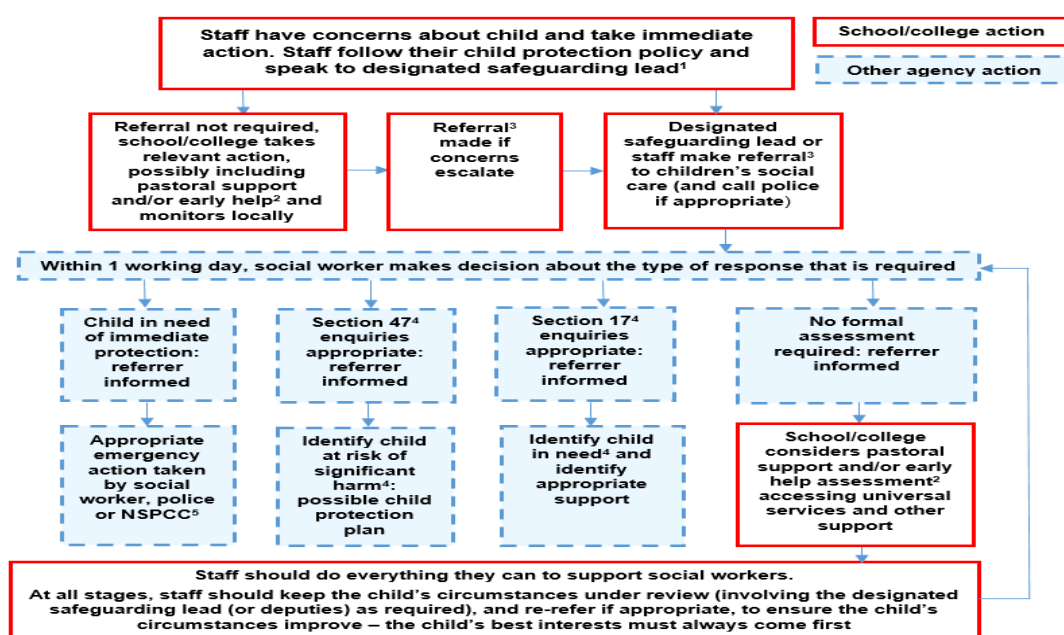 Staff have concerns about child and take immediate
action. Staff follow their child protection policy and
speak to designated safeguarding lead¹
School/college action
Other agency action
Referral not required,
school/college takes
relevant action,
possibly including
pastoral support
and/or early help² and
monitors locally
Referral³
made if
concerns
escalate
Designated
safeguarding lead or
staff make referral³
to children's social
care (and call police
if appropriate)
Within 1 working day, social worker makes decision about the type of response that is required
Child in need
of immediate
protection:
referrer
informed
Section 47⁴
enquiries
appropriate:
referrer
informed
Section 17⁴
enquiries
appropriate:
referrer
informed
No formal
assessment
required: referrer
informed
Appropriate
emergency
action taken
by social
worker, police
or NSPCC⁵
Identify child
at risk of
significant
harm⁴:
possible child
protection
plan
Identify child
in need⁴ and
identify
appropriate
support
School/college
considers pastoral
support and/or early
help assessment²
accessing universal
services and other
support
Staff should do everything they can to support social workers.
At all stages, staff should keep the child's circumstances under review (involving the designated
safeguarding lead (or deputies) as required), and re-refer if appropriate, to ensure the child's
circumstances improve – the child's best interests must always come first